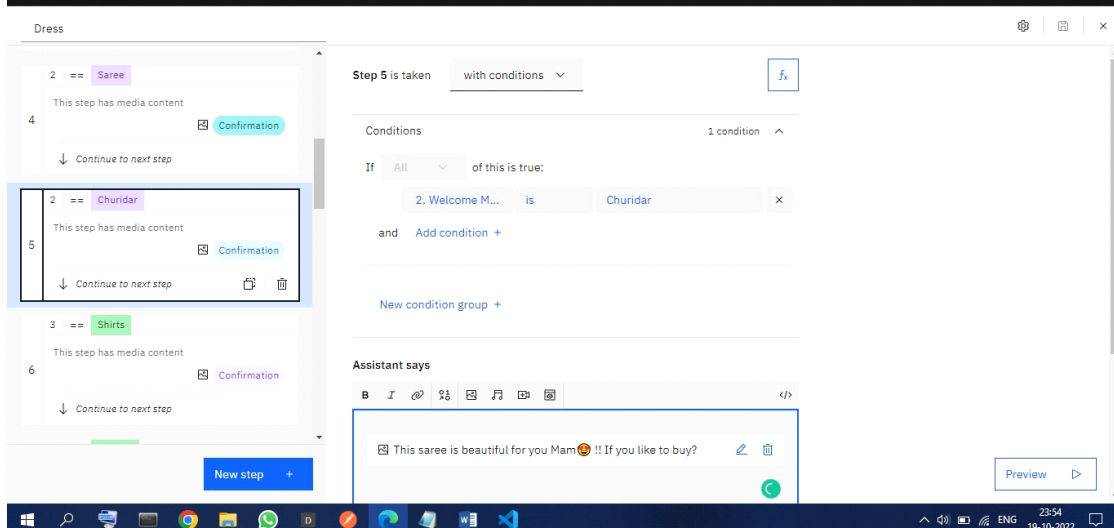 Dress
2 == Saree
This step has media content
4
Confirmation
Continue to next step
2 == Churidar
This step has media content
5
Confirmation
Continue to next step
3 == Shirts
This step has media content
6
Confirmation
Continue to next step
New step +
Step 5 is taken with conditions
fx
Conditions 1 condition
If All of this is true:
2. Welcome M... is Churidar ×
and Add condition +
New condition group +
Assistant says
B I </>
This saree is beautiful for you Mam🤩 !! If you like to buy?
Preview
D
ENG
23:54
19-10-2022